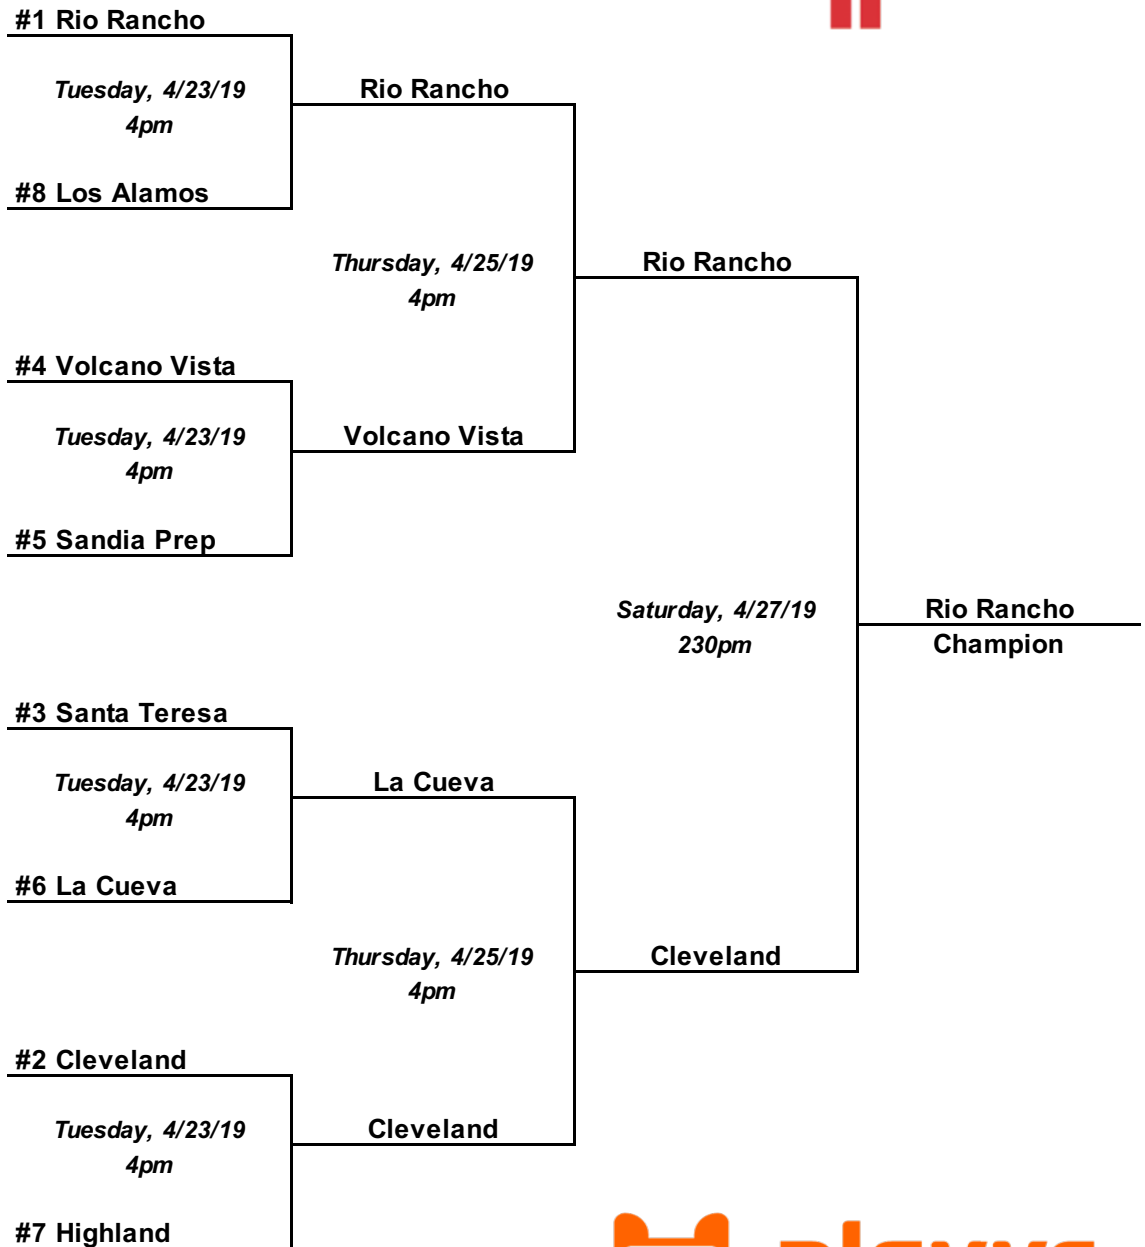 #1 Rio Rancho
Tuesday, 4/23/19
4pm
Rio Rancho
#8 Los Alamos
Thursday, 4/25/19
4pm
Rio Rancho
#4 Volcano Vista
Tuesday, 4/23/19
4pm
Volcano Vista
#5 Sandia Prep
Saturday, 4/27/19
230pm
Rio Rancho
Champion
#3 Santa Teresa
Tuesday, 4/23/19
4pm
La Cueva
#6 La Cueva
Thursday, 4/25/19
4pm
Cleveland
#2 Cleveland
Tuesday, 4/23/19
4pm
Cleveland
#7 Highland